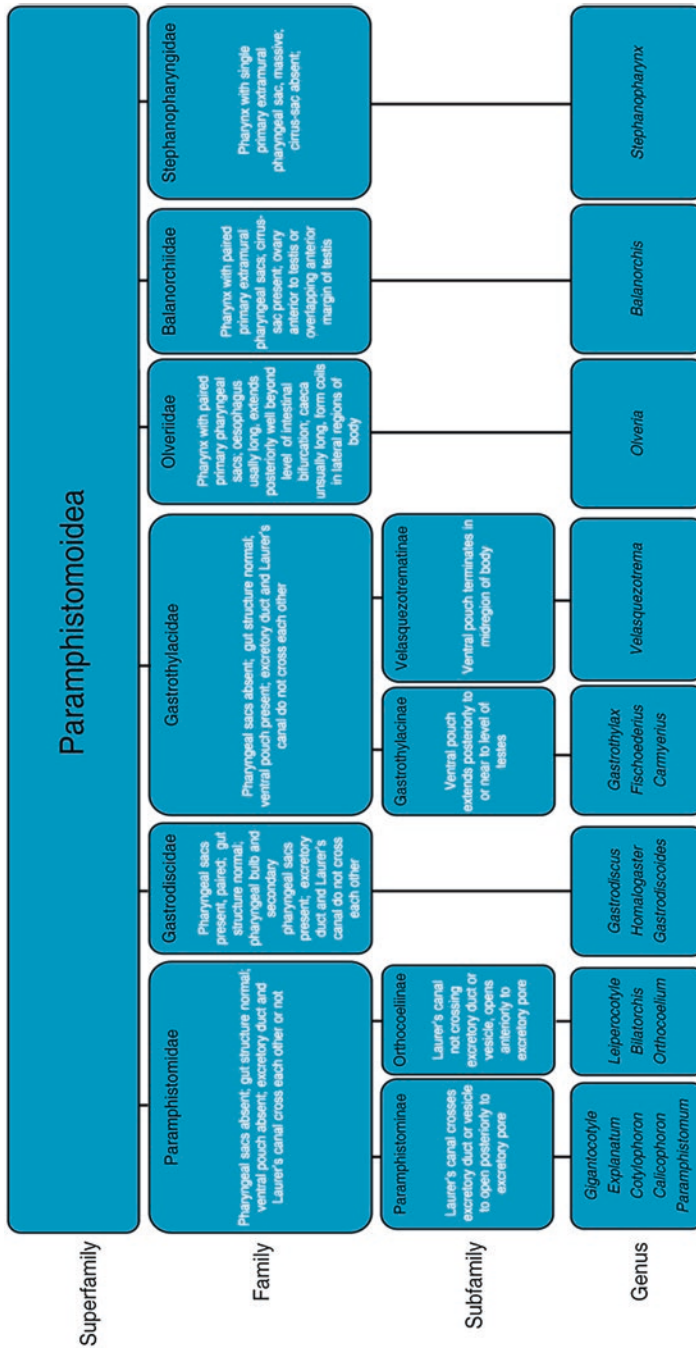 Superfamily
Paramphistomoidea
Family
Paramphistomidae
Pharyngeal sacs absent; gut structure normal;
ventral pouch absent; excretory duct and
Laurer's canal cross each other or not
Gastrodiscidae
Pharyngeal sacs
present, paired; gut
structure normal;
pharyngeal bulb and
secondary
pharyngeal sacs
present; excretory
duct and Laurer's
canal do not cross
each other
Gastrothylacidae
Pharyngeal sacs absent; gut structure normal;
ventral pouch present; excretory duct and Laurer's
canal do not cross each other
Olveriidae
Pharynx with paired
primary pharyngeal
sacs; oesophagus
usally long, extends
posteriorly well beyond
level of intestinal
bifurcation; caeca
unsually long, form coils
in lateral regions of
body
Balanorchiidae
Pharynx with paired
primary extramural
pharyngeal sacs; cirrus-
sac present; ovary
anterior to testis or
overlapping anterior
margin of testis
Stephanopharyngidae
Pharynx with single
primary extramural
pharyngeal sac, massive;
cirrus-sac absent;
Subfamily
Paramphistominae
Laurer's canal crosses
excretory duct or vesicle
to open posteriorly to
excretory pore
Orthocoeliinae
Laurer's canal
not crossing
excretory duct or
vesicle, opens
anteriorly to
excretory pore
Gastrothylacinae
Ventral pouch
extends posteriorly to
or near to level of
testes
Velasquezotrematinae
Ventral pouch terminates in
midregion of body
Genus
Gigantocotyle
Explanatum
Cotylophoron
Calicophoron
Paramphistomum
Leiperocotyle
Bilatorchis
Orthocoelium
Gastrodiscus
Homalogaster
Gastrodiscoides
Gastrothylax
Fischoederius
Carmyerius
Velasquezotrema
Olveria
Balanorchis
Stephanopharynx